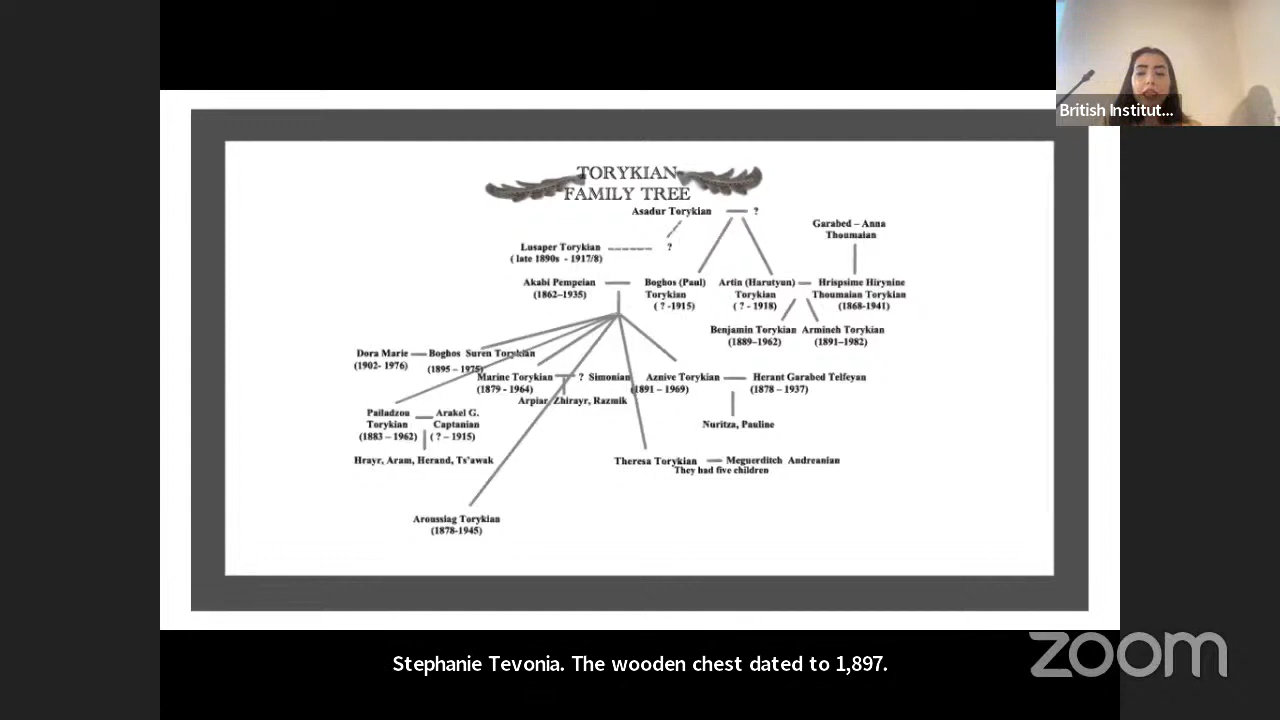 British Institut...
TORYKIAN
FAMILY TREE
Asadur Torykian
?
Garabed – Anna
Thoumaian
Lusaper Torykian
( late 1890s - 1917/8)
?
Akabi Pempeian
(1862–1935)
Boghos (Paul)
Torykian
( ? -1915)
Artin (Harutyun)
Torykian
(? - 1918)
Hripsime Hirynine
Thoumaian Torykian
(1868-1941)
Benjamin Torykian
(1889–1962)
Armineh Torykian
(1891–1982)
Dora Marie
(1902- 1976)
Boghos Suren Torykian
(1895 – 1975)
Marine Torykian
(1879 - 1964)
? Simonian
Arpiar, Zhirayr, Razmik
Aznive Torykian
(1891 – 1969)
Herant Garabed Telfeyan
(1878 – 1937)
Nuritza, Pauline
Pailadzou
Torykian
(1883 – 1962)
Arakel G.
Captanian
( ? – 1915)
Hrayr, Aram, Herand, Ts'awak
Theresa Torykian
Meguerditch Andreanian
They had five children
Aroussiag Torykian
(1878-1945)
Stephanie Tevonia. The wooden chest dated to 1,897.
zoom